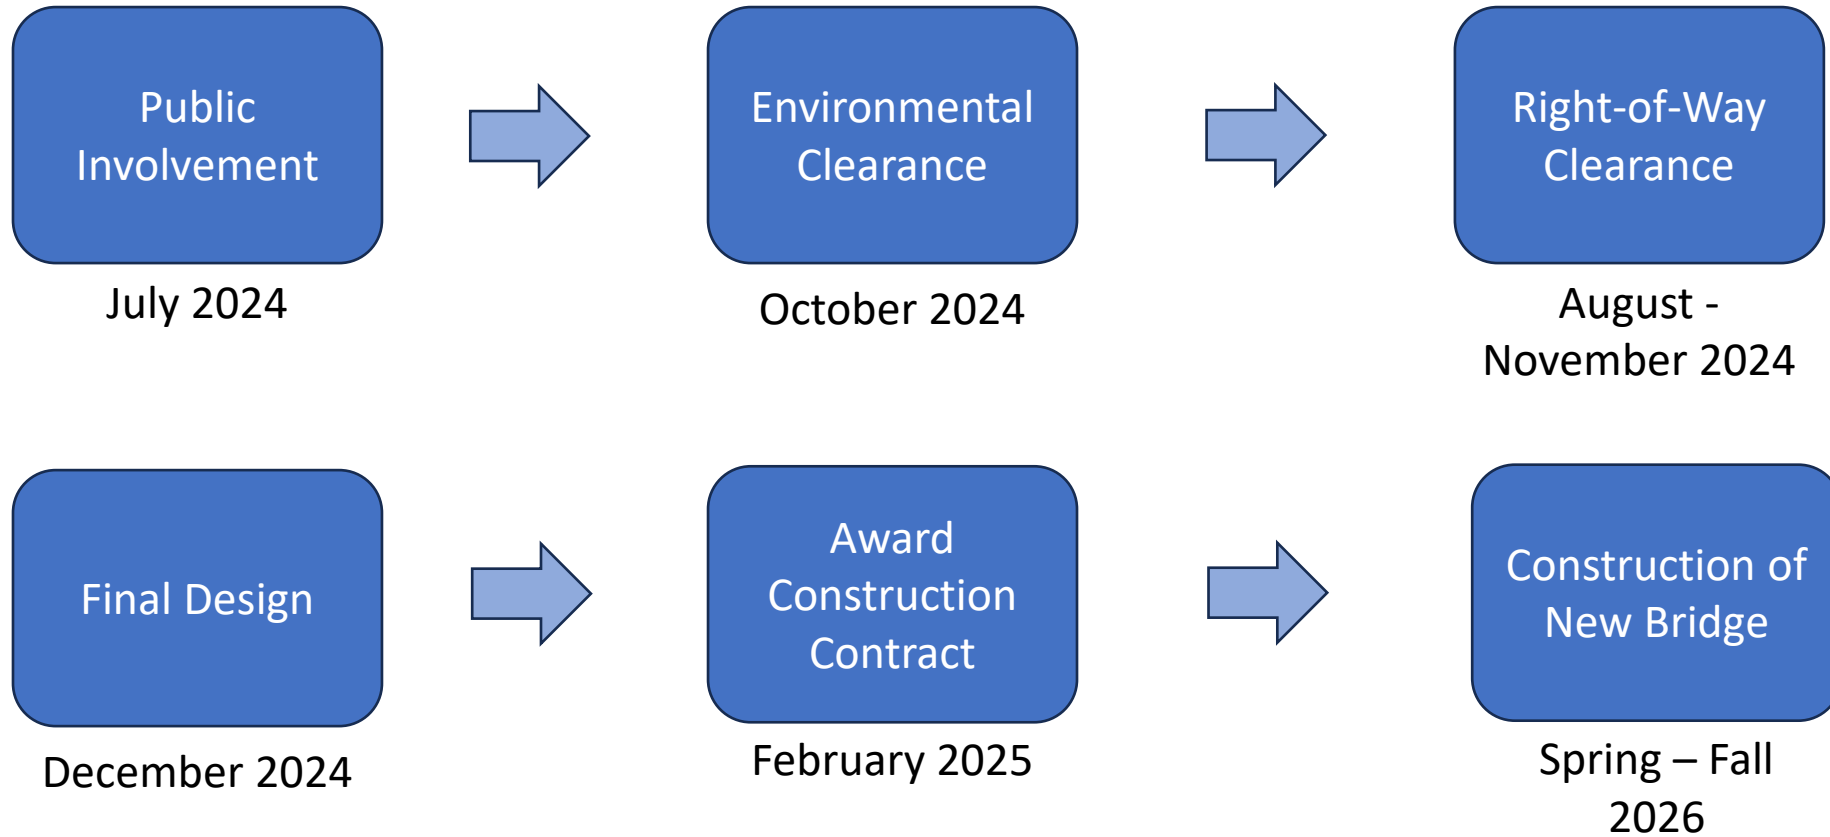 Public
Involvement
July 2024
Environmental
Clearance
October 2024
Right-of-Way
Clearance
August -
November 2024
Final Design
December 2024
Award
Construction
Contract
February 2025
Construction of
New Bridge
Spring – Fall
2026